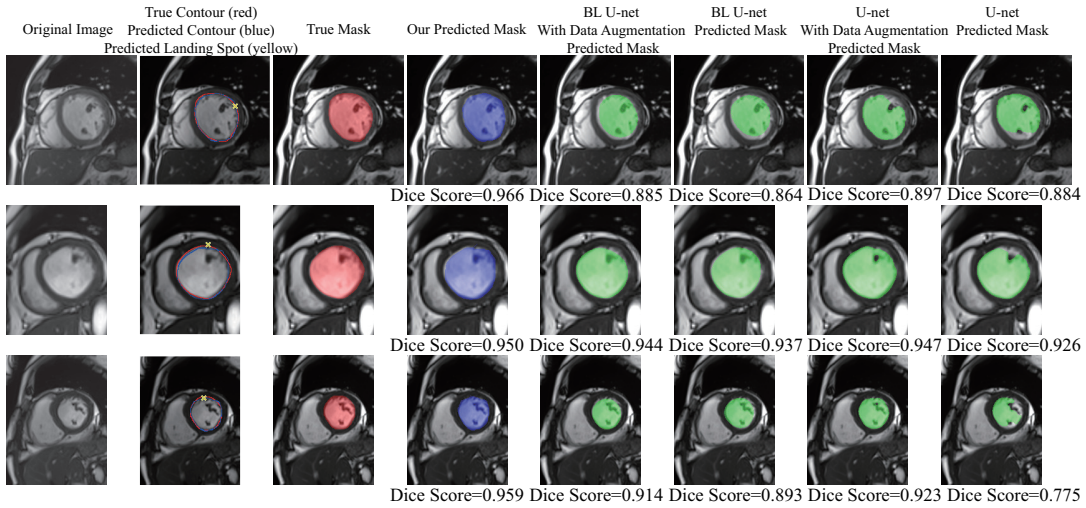 Original Image
True Contour (red)
Predicted Contour (blue)
Predicted Landing Spot (yellow)
True Mask
Our Predicted Mask
BL U-net
With Data Augmentation
Predicted Mask
BL U-net
Predicted Mask
U-net
With Data Augmentation
Predicted Mask
U-net
Predicted Mask
Dice Score=0.966
Dice Score=0.885
Dice Score=0.864
Dice Score=0.897
Dice Score=0.884
Dice Score=0.950
Dice Score=0.944
Dice Score=0.937
Dice Score=0.947
Dice Score=0.926
Dice Score=0.959
Dice Score=0.914
Dice Score=0.893
Dice Score=0.923
Dice Score=0.775